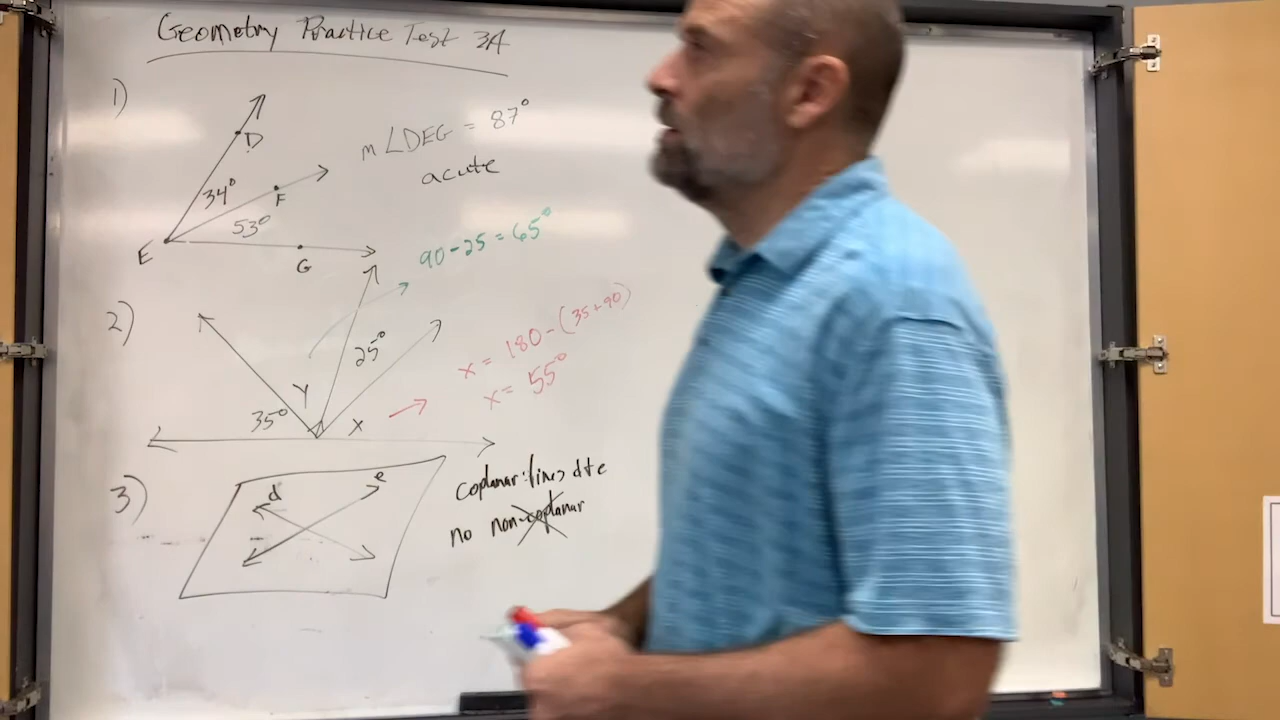 Geometry Practice Test 3A
1)
D
m∠DEG = 87°
acute
34°
F
53°
E
G
90-25=65°
2)
25°
x = 180-(35+90)
x = 55°
Y
35°
X
3)
d
e
coplanar: lines d+e
no non-coplanar